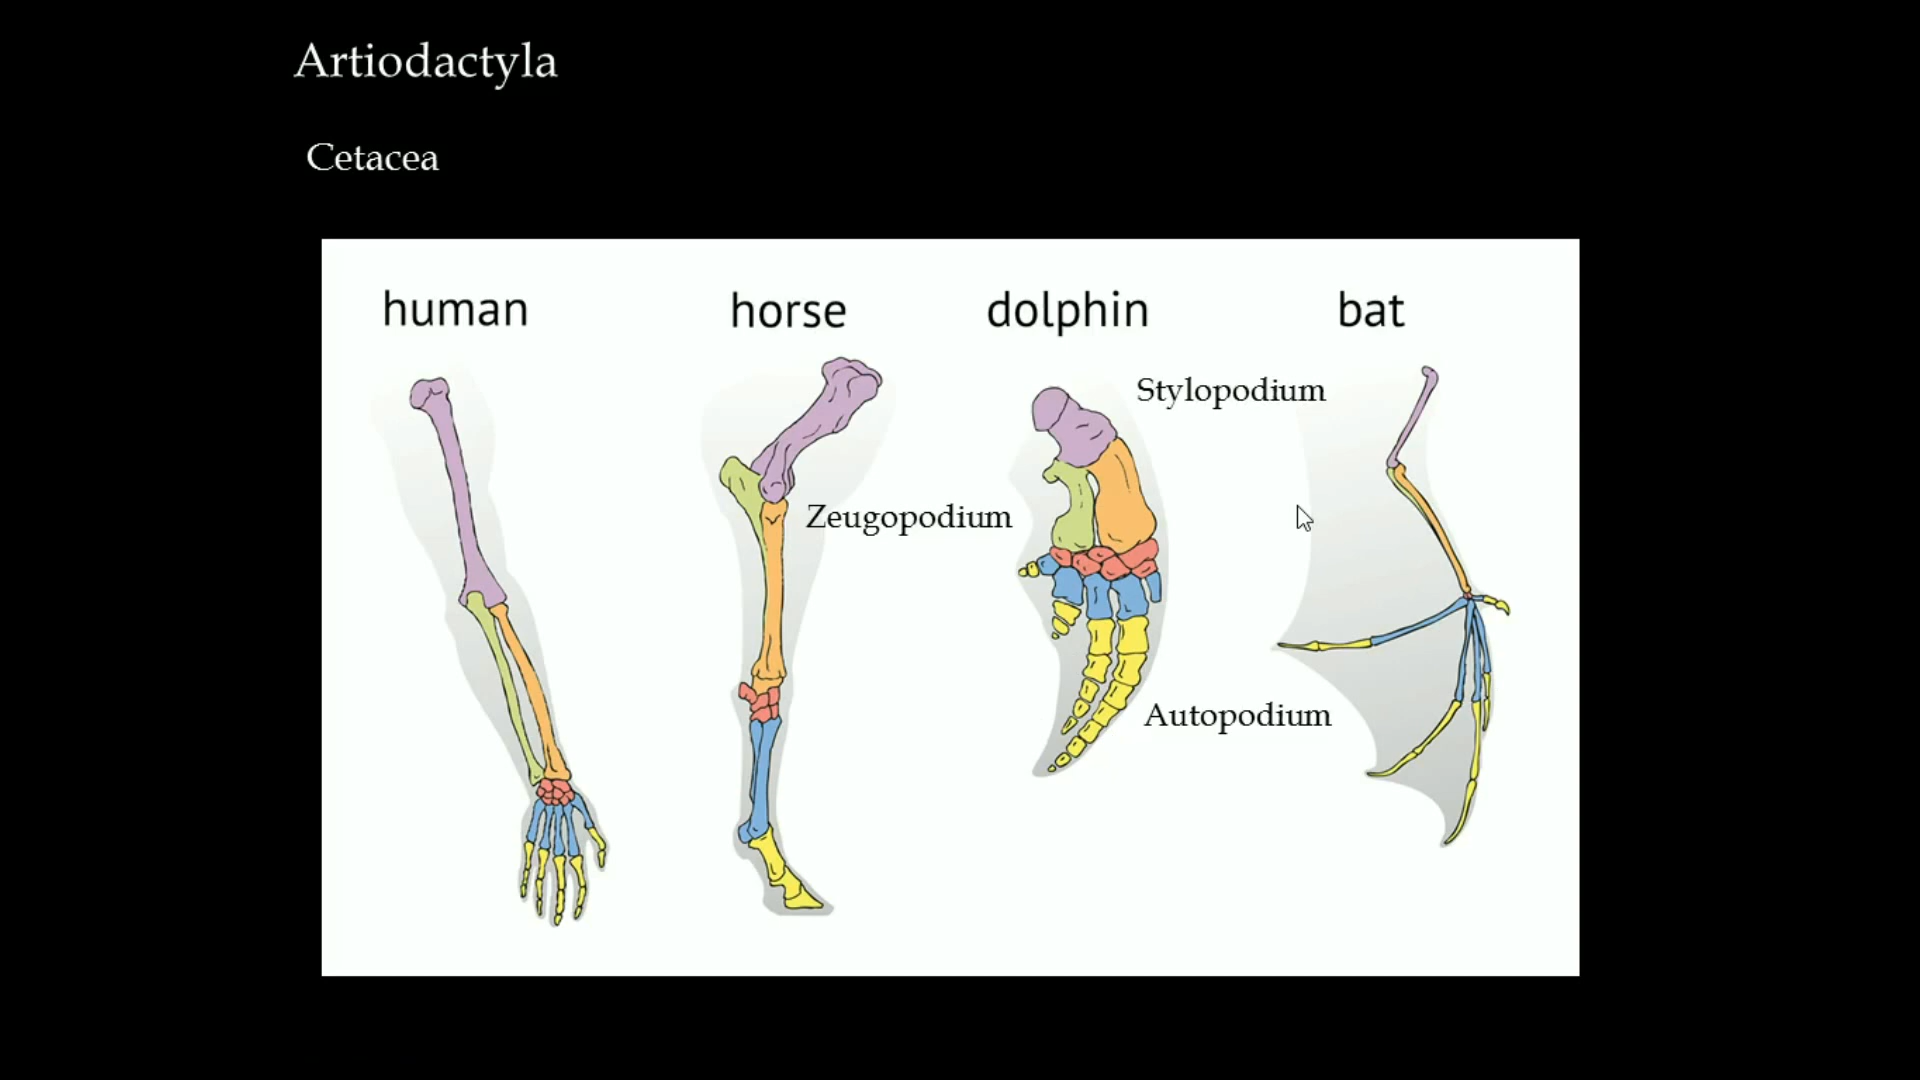 Artiodactyla
Cetacea
human horse dolphin bat
Stylopodium
Zeugopodium
Autopodium